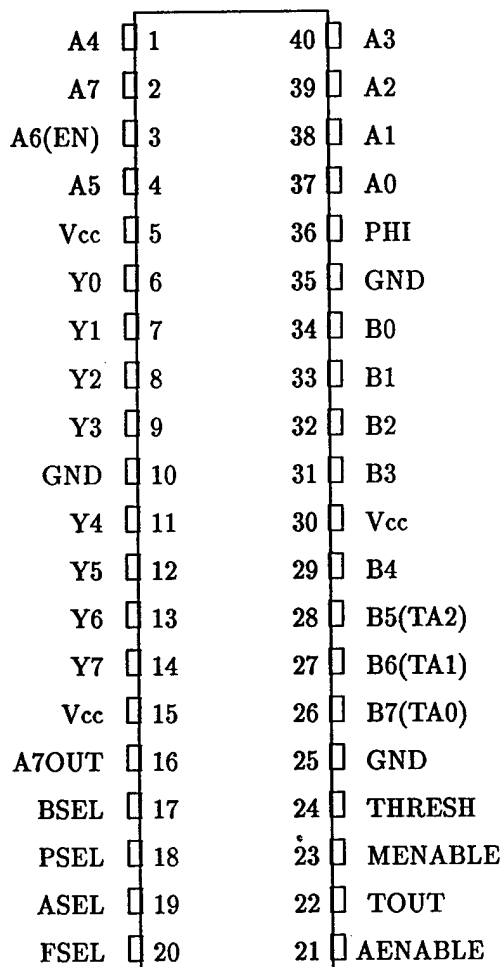 A4 1 40 A3
A7 2 39 A2
A6(EN) 3 38 A1
A5 4 37 A0
Vcc 5 36 PHI
Y0 6 35 GND
Y1 7 34 B0
Y2 8 33 B1
Y3 9 32 B2
GND 10 31 B3
Y4 11 30 Vcc
Y5 12 29 B4
Y6 13 28 B5(TA2)
Y7 14 27 B6(TA1)
Vcc 15 26 B7(TA0)
A7OUT 16 25 GND
BSEL 17 24 THRESH
PSEL 18 23 MENABLE
ASEL 19 22 TOUT
FSEL 20 21 AENABLE